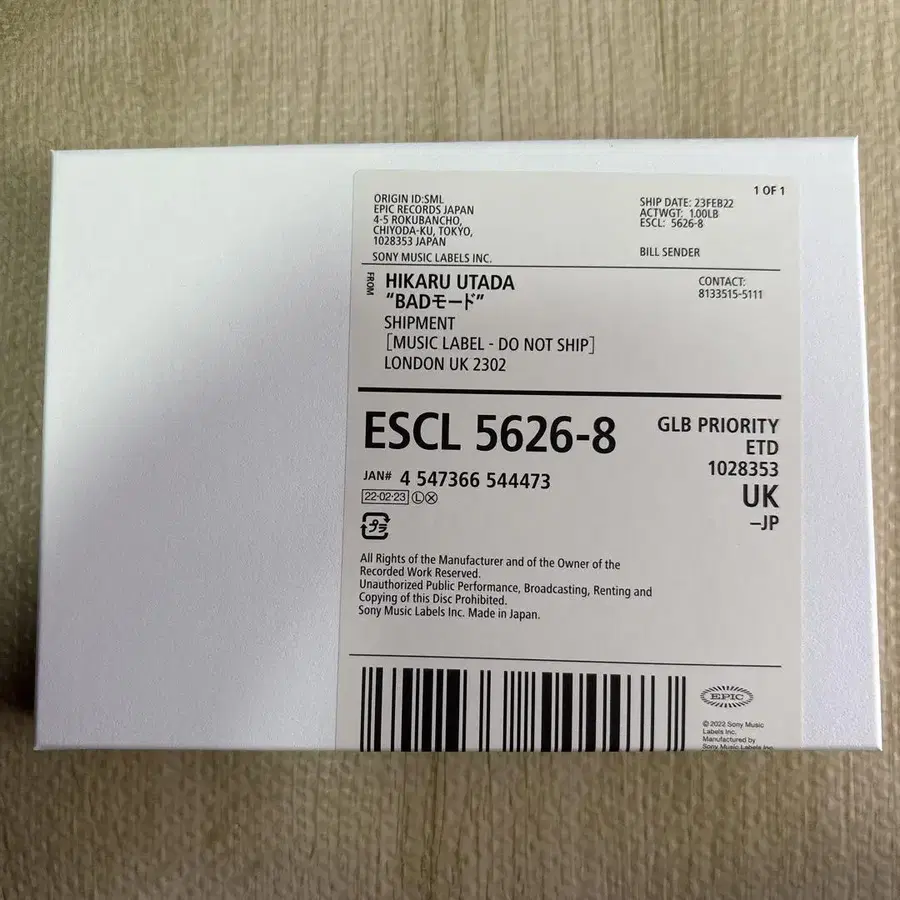 1 OF 1
ORIGIN ID:SML
EPIC RECORDS JAPAN
4-5 ROKUBANCHO,
CHIYODA-KU, TOKYO,
1028353 JAPAN
SONY MUSIC LABELS INC.
SHIP DATE: 23FEB22
ACTWGT: 1.00LB
ESCL: 5626-8
BILL SENDER
FROM
HIKARU UTADA
“BADモード”
SHIPMENT
[MUSIC LABEL - DO NOT SHIP]
LONDON UK 2302
CONTACT:
8133515-5111
ESCL 5626-8
JAN# 4 547366 544473
22·02·23 Ⓛ Ⓧ
プラ
GLB PRIORITY
ETD
1028353
UK
–JP
All Rights of the Manufacturer and of the Owner of the
Recorded Work Reserved.
Unauthorized Public Performance, Broadcasting, Renting and
Copying of this Disc Prohibited.
Sony Music Labels Inc. Made in Japan.
EPIC
© 2022 Sony Music
Labels Inc.
Manufactured by
Sony Music Labels Inc.